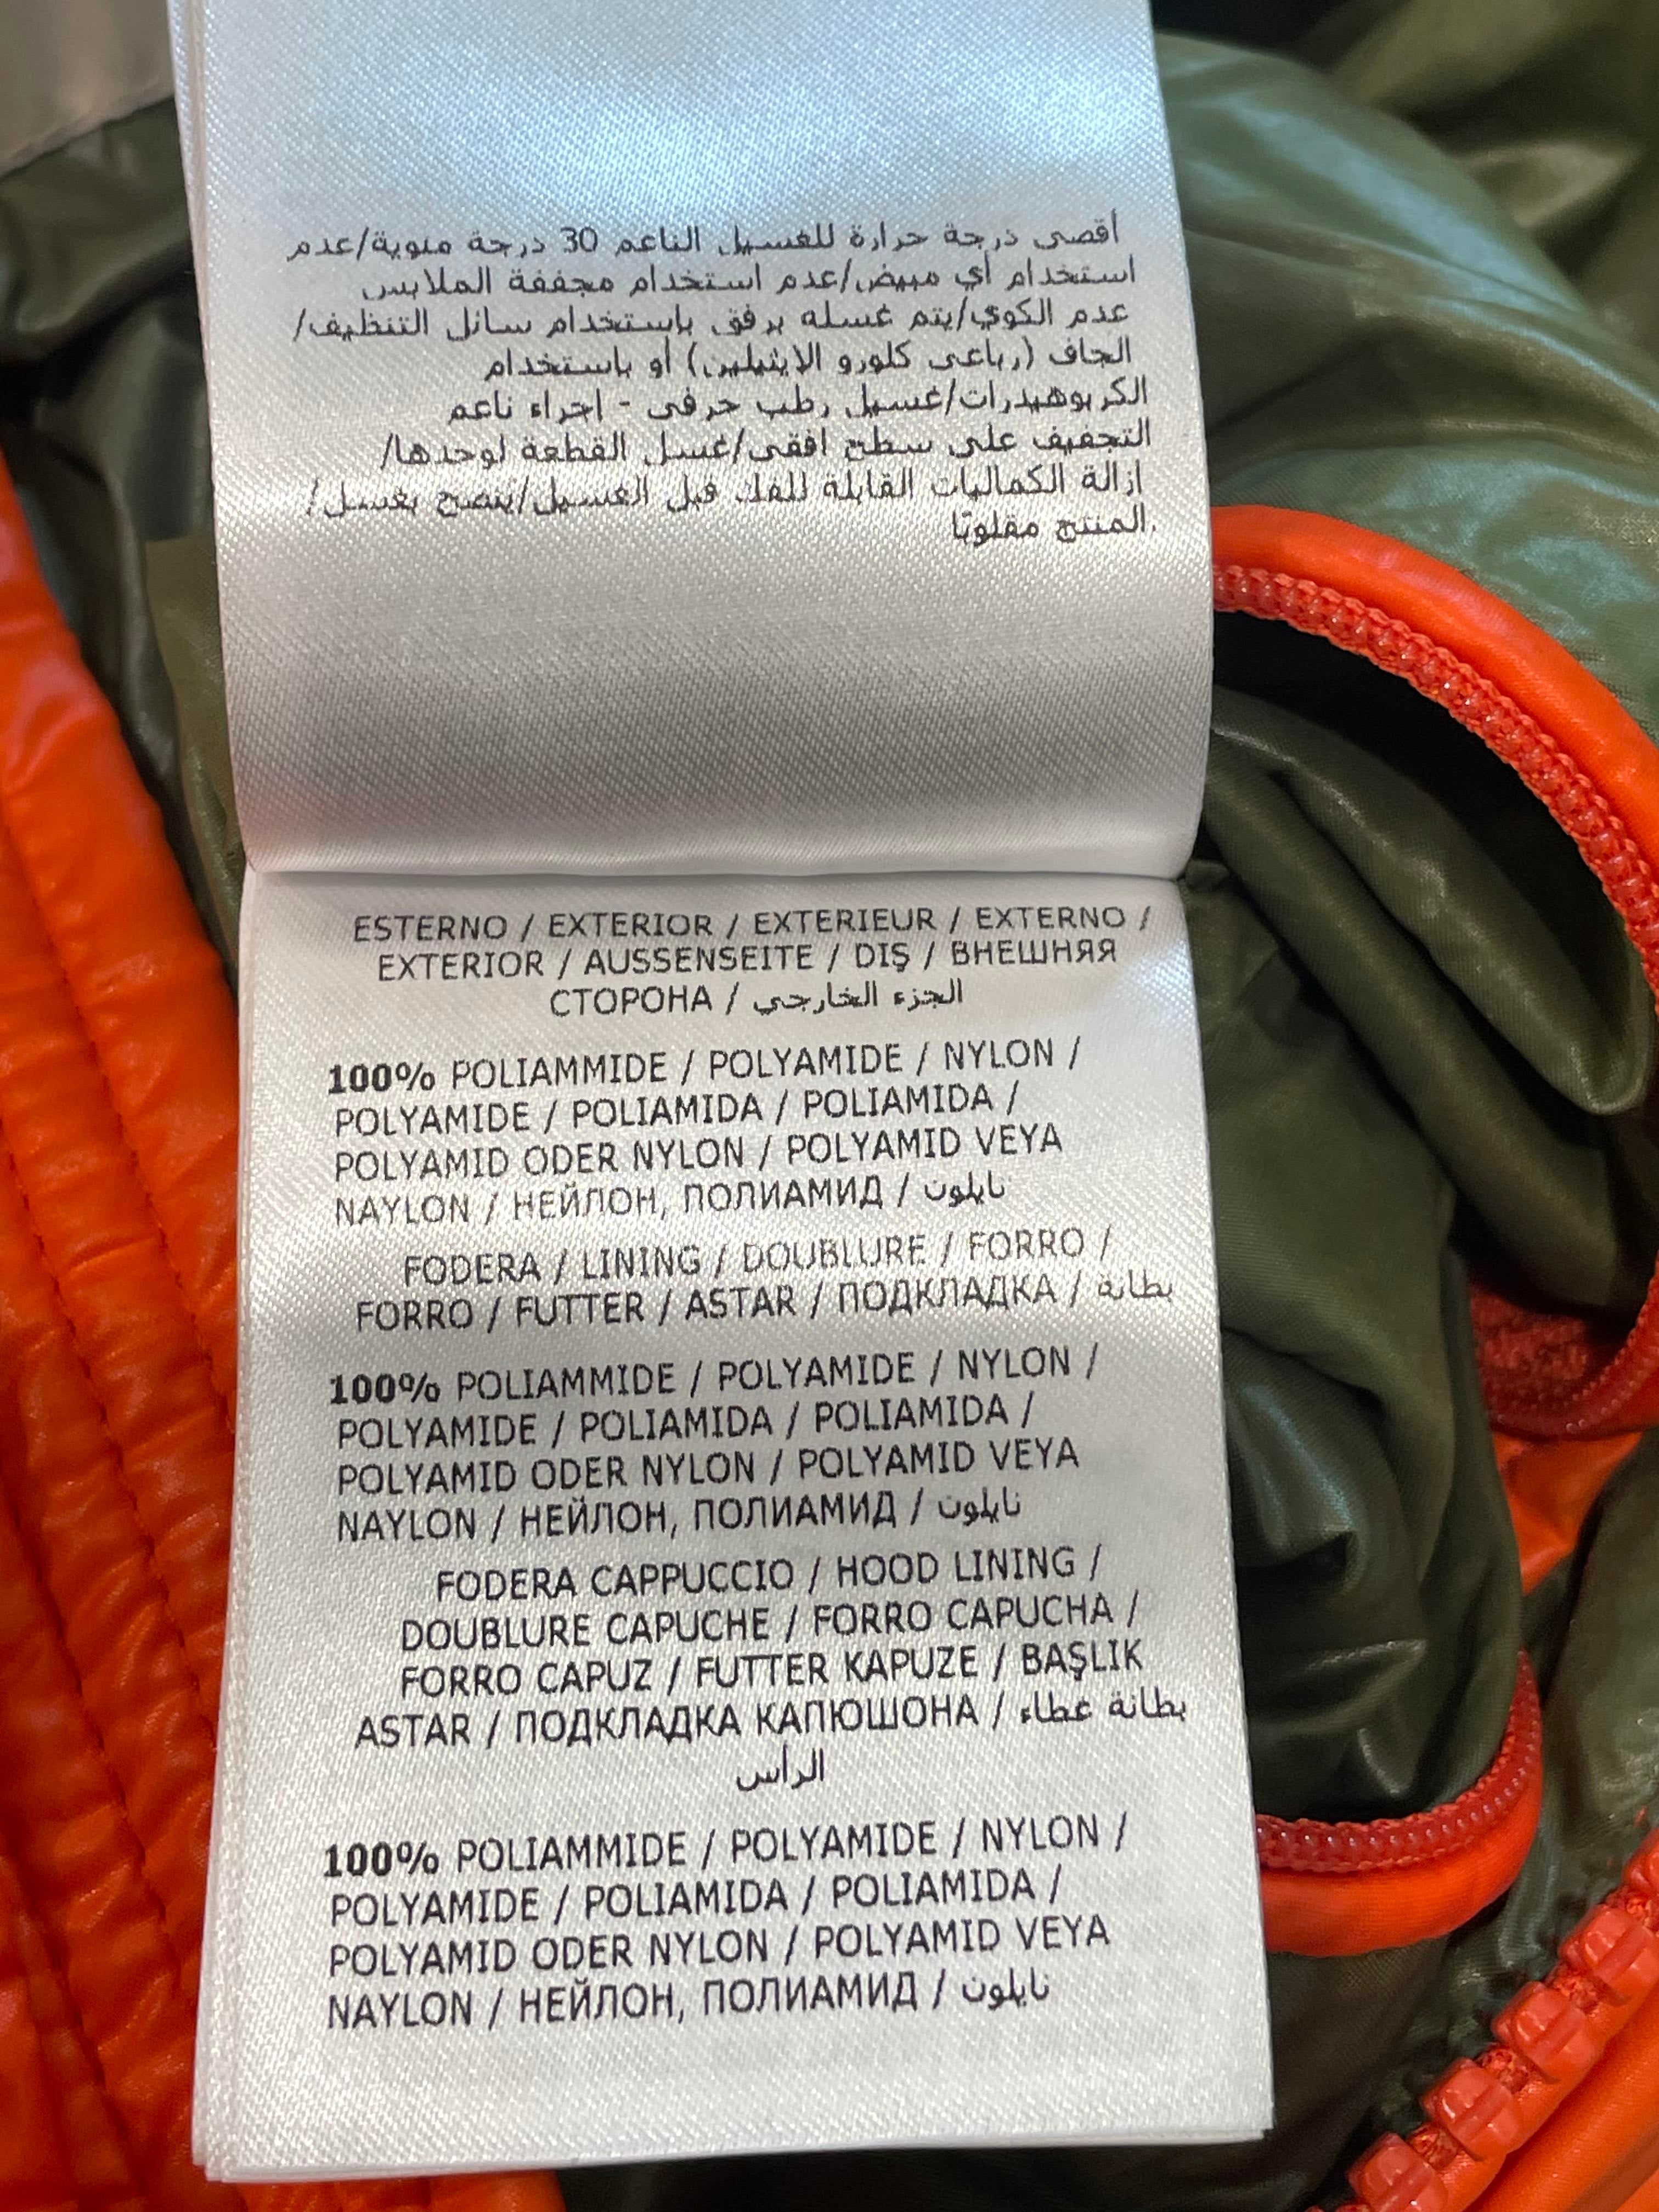 أقصى درجة حرارة للغسيل الناعم 30 درجة مئوية/عدم
استخدام أي مبيض/عدم استخدام مجففة الملابس
عدم الكوي/يتم غسله برفق باستخدام سائل التنظيف/
الجاف (رباعى كلورو الايثيلين) أو باستخدام
الكربوهيدرات/غسيل رطب حرفى - اجراء ناعم
التجفيف على سطح افقى/غسل القطعة لوحدها/
ازالة الكماليات القابلة للفك قبل الغسيل/ينصح بغسل/
المنتج مقلوبًا.
ESTERNO / EXTERIOR / EXTERIEUR / EXTERNO /
EXTERIOR / AUSSENSEITE / DIŞ / ВНЕШНЯЯ
СТОРОНА / الجزء الخارجي
100% POLIAMMIDE / POLYAMIDE / NYLON /
POLYAMIDE / POLIAMIDA / POLIAMIDA /
POLYAMID ODER NYLON / POLYAMID VEYA
NAYLON / НЕЙЛОН, ПОЛИАМИД / نايلون
FODERA / LINING / DOUBLURE / FORRO /
FORRO / FUTTER / ASTAR / ПОДКЛАДКА / بطانة
100% POLIAMMIDE / POLYAMIDE / NYLON /
POLYAMIDE / POLIAMIDA / POLIAMIDA /
POLYAMID ODER NYLON / POLYAMID VEYA
NAYLON / НЕЙЛОН, ПОЛИАМИД / نايلون
FODERA CAPPUCCIO / HOOD LINING /
DOUBLURE CAPUCHE / FORRO CAPUCHA /
FORRO CAPUZ / FUTTER KAPUZE / BAŞLIK
ASTAR / ПОДКЛАДКА КАПЮШОНА / بطانة غطاء
الرأس
100% POLIAMMIDE / POLYAMIDE / NYLON /
POLYAMIDE / POLIAMIDA / POLIAMIDA /
POLYAMID ODER NYLON / POLYAMID VEYA
NAYLON / НЕЙЛОН, ПОЛИАМИД / نايلون